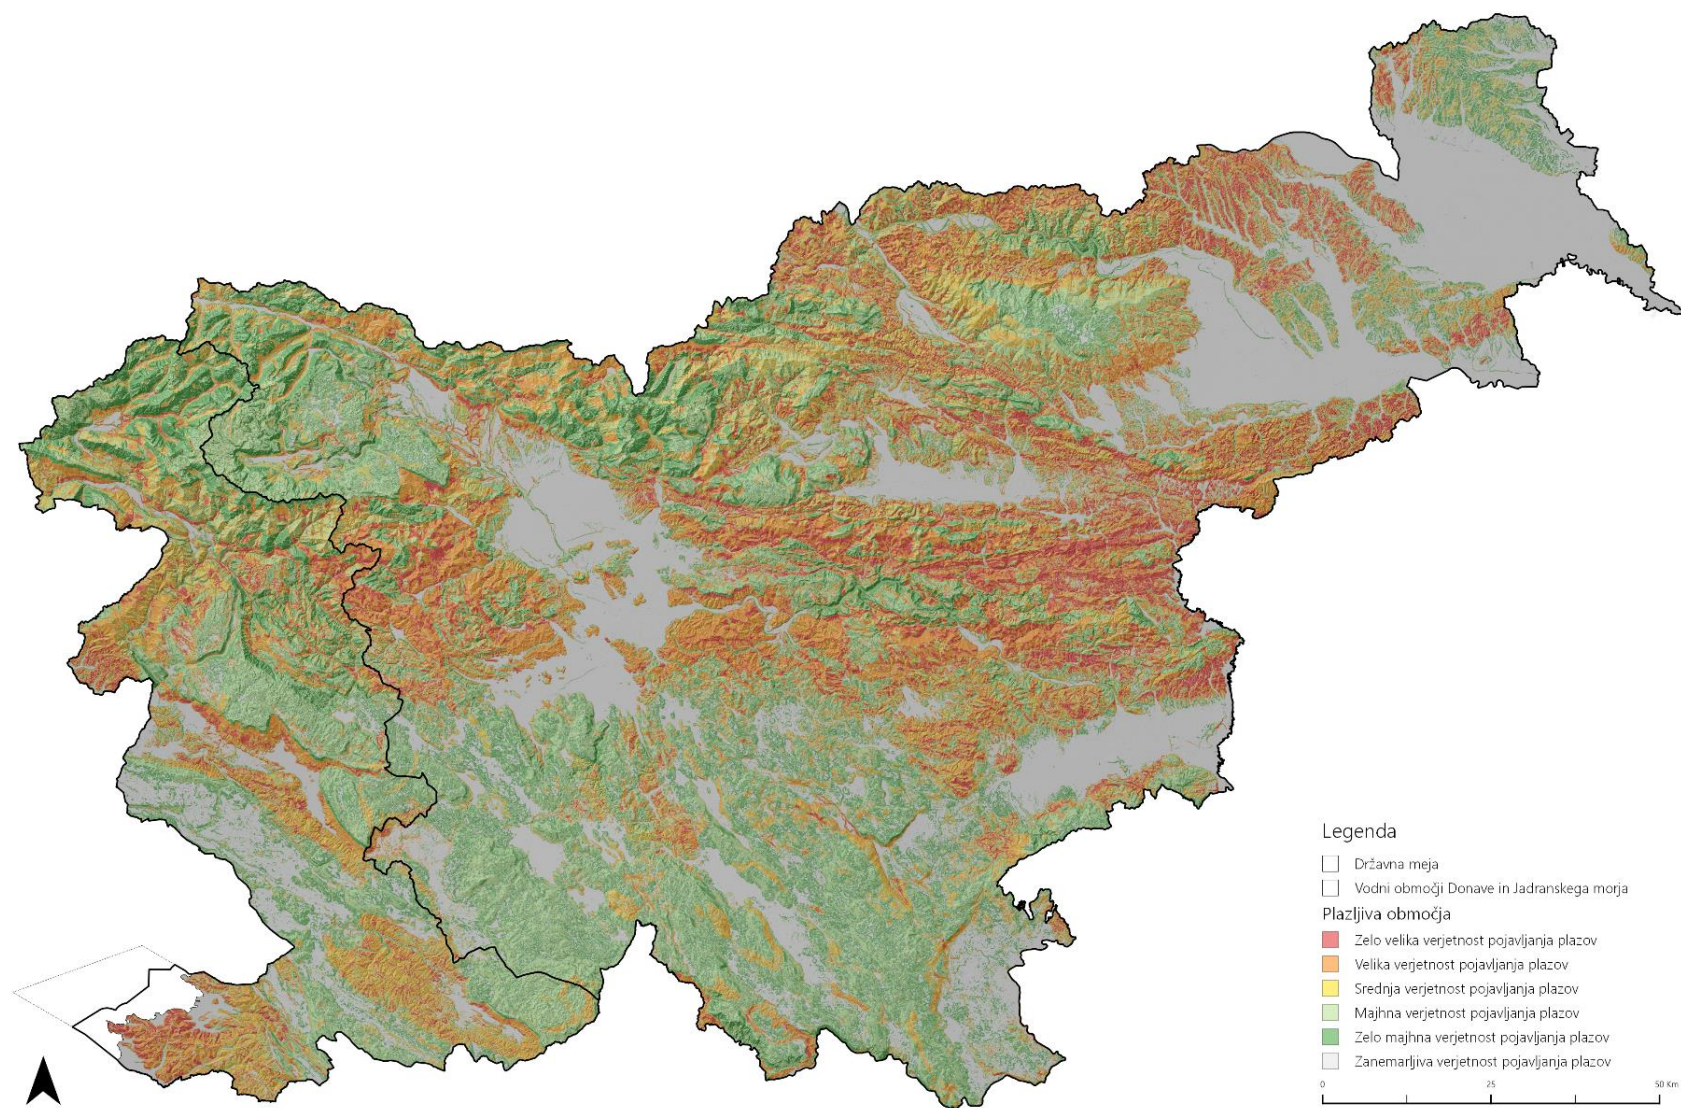 Legenda
Državna meja
Vodni območji Donave in Jadranskega morja
Plazljiva območja
Zelo velika verjetnost pojavljanja plazov
Velika verjetnost pojavljanja plazov
Srednja verjetnost pojavljanja plazov
Majhna verjetnost pojavljanja plazov
Zelo majhna verjetnost pojavljanja plazov
Zanemarljiva verjetnost pojavljanja plazov
0 25 50 Km